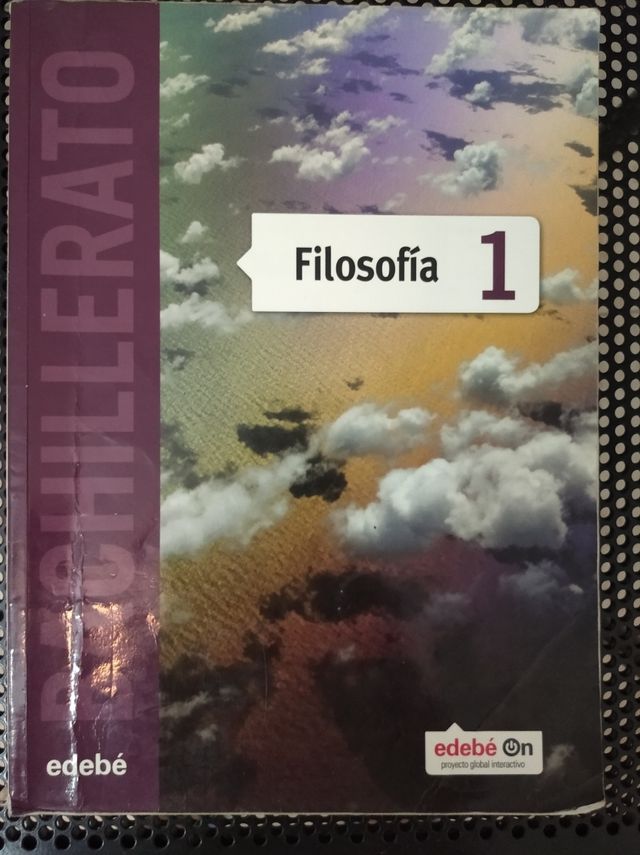 BACHILLERATO
Filosofía 1
edebé On
proyecto global interactivo
edebé